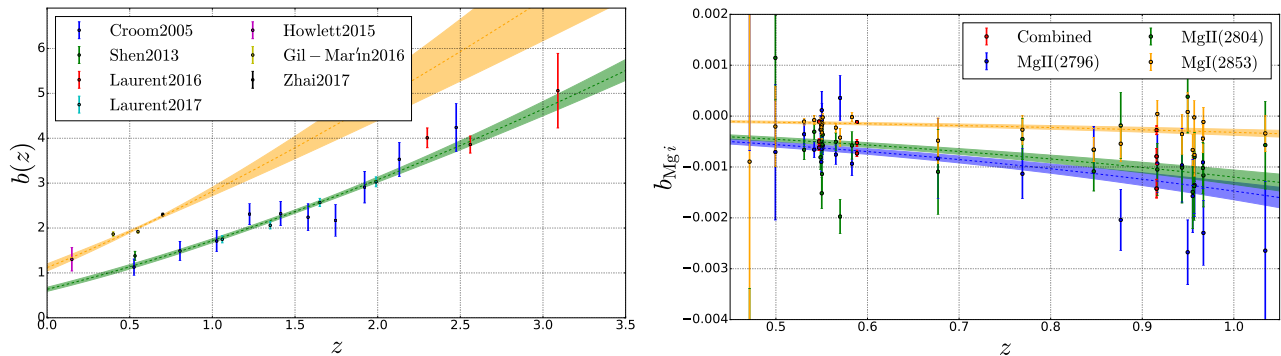 Croom2005
Shen2013
Laurent2016
Laurent2017
Howlett2015
Gil − Mar′ın2016
Zhai2017
b(z)
6
5
4
3
2
1
0
0.0 0.5 1.0 1.5 2.0 2.5 3.0 3.5
z
Combined
MgII(2796)
MgII(2804)
MgI(2853)
b Mg i
0.002
0.001
0.000
−0.001
−0.002
−0.003
−0.004
0.5 0.6 0.7 0.8 0.9 1.0
z